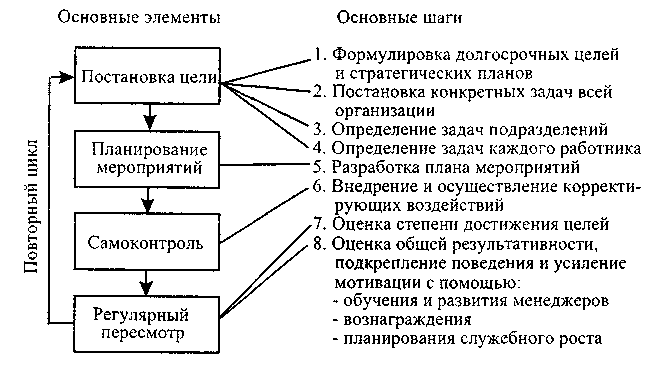 Основные элементы
Основные шаги
Постановка цели
Планирование
мероприятий
Самоконтроль
Регулярный
пересмотр
Повторный цикл
1. Формулировка долгосрочных целей
и стратегических планов
2. Постановка конкретных задач всей
организации
3. Определение задач подразделений
4. Определение задач каждого работника
5. Разработка плана мероприятий
6. Внедрение и осуществление корректи-
рующих воздействий
7. Оценка степени достижения целей
8. Оценка общей результативности,
подкрепление поведения и усиление
мотивации с помощью:
- обучения и развития менеджеров
- вознаграждения
- планирования служебного роста